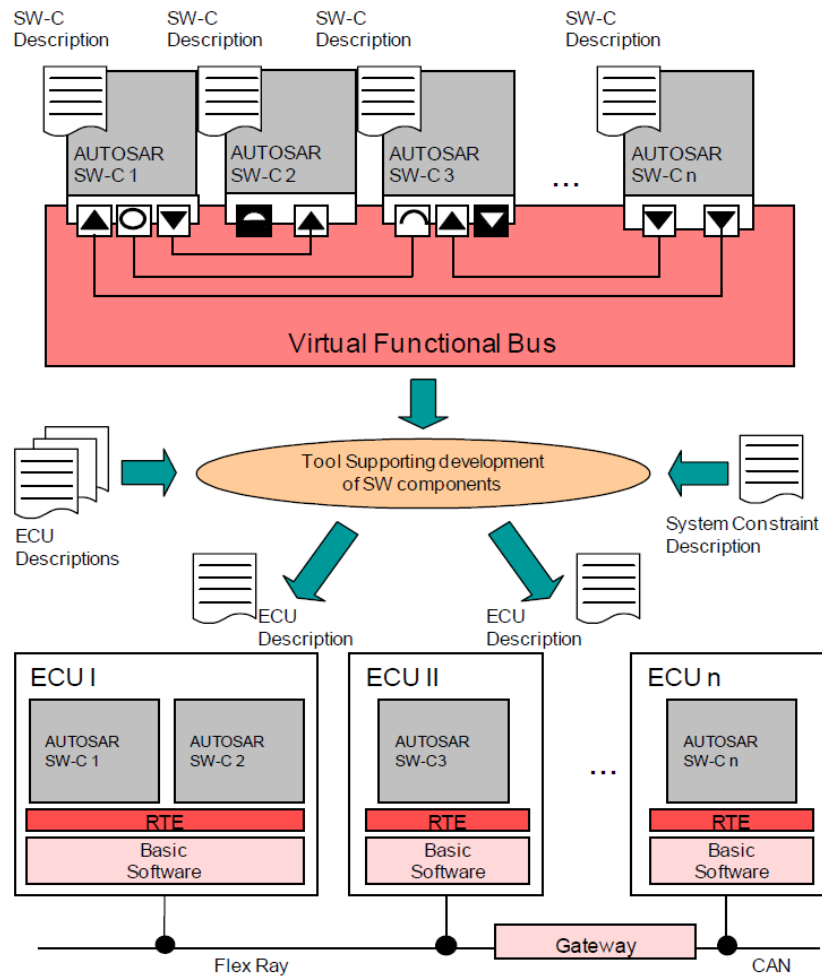 SW-C
Description
SW-C
Description
SW-C
Description
SW-C
Description
AUTOSAR
SW-C 1
AUTOSAR
SW-C 2
AUTOSAR
SW-C 3
...
AUTOSAR
SW-C n
Virtual Functional Bus
Tool Supporting development
of SW components
ECU
Descriptions
System Constraint
Description
ECU
Description
ECU
Description
ECU I
AUTOSAR
SW-C 1
AUTOSAR
SW-C 2
RTE
Basic
Software
ECU II
AUTOSAR
SW-C3
RTE
Basic
Software
...
ECU n
AUTOSAR
SW-C n
RTE
Basic
Software
Flex Ray
Gateway
CAN